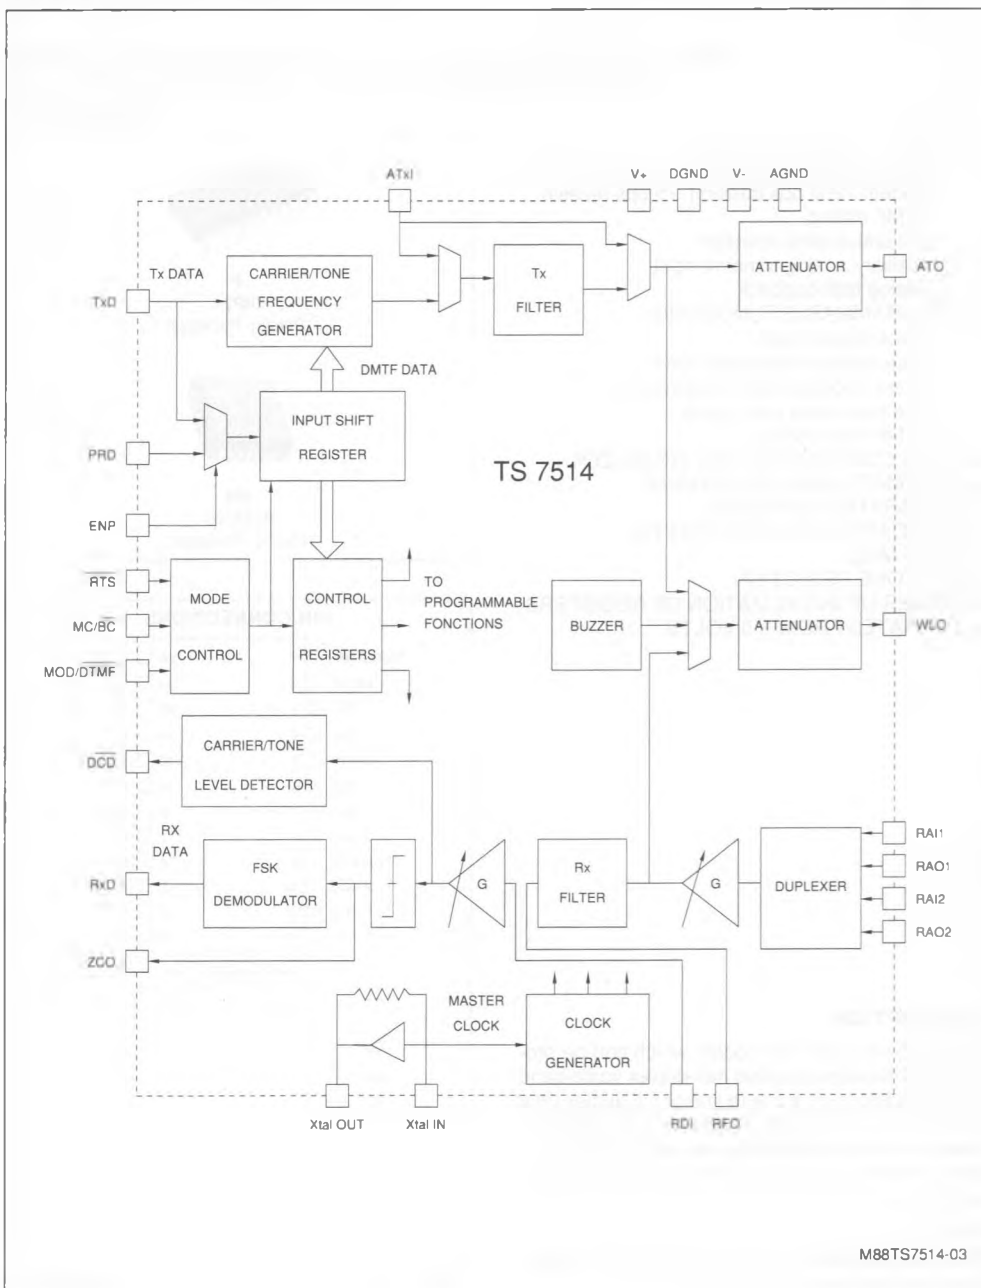 ATxI
V+ DGND V- AGND
Tx DATA
TxD
CARRIER/TONE
FREQUENCY
GENERATOR
Tx
FILTER
ATTENUATOR
ATO
DMTF DATA
INPUT SHIFT
REGISTER
PRD
TS 7514
ENP
RTS
MC/BC
MOD/DTMF
MODE
CONTROL
CONTROL
REGISTERS
TO
PROGRAMMABLE
FONCTIONS
BUZZER
ATTENUATOR
WLO
DCD
CARRIER/TONE
LEVEL DETECTOR
RX
DATA
RxD
FSK
DEMODULATOR
G
Rx
FILTER
G
DUPLEXER
RAI1
RAO1
RAI2
RAO2
ZCO
MASTER
CLOCK
CLOCK
GENERATOR
Xtal OUT Xtal IN
RDI RFO
M88TS7514-03